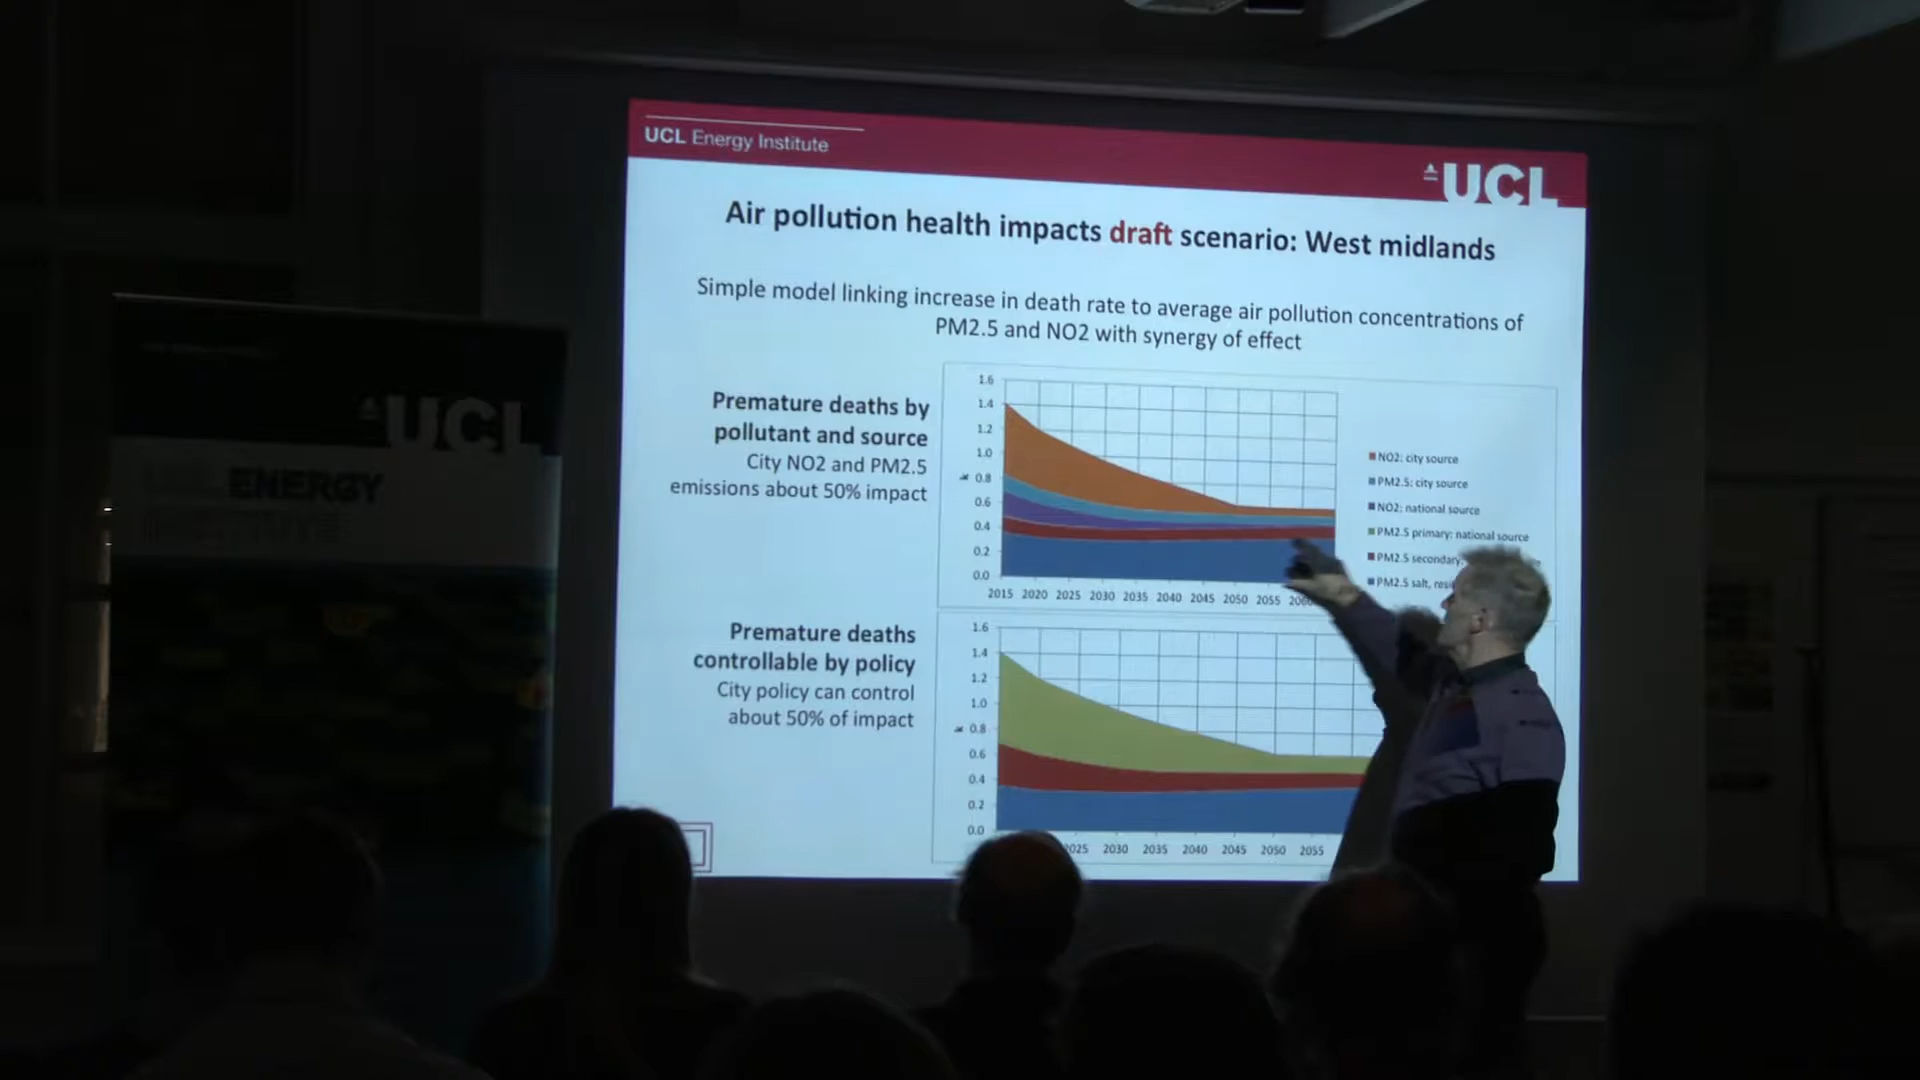 UCL Energy Institute
UCL
Air pollution health impacts draft scenario: West midlands
Simple model linking increase in death rate to average air pollution concentrations of
PM2.5 and NO2 with synergy of effect
Premature deaths by
pollutant and source
City NO2 and PM2.5
emissions about 50% impact
1.6
1.4
1.2
1.0
k 0.8
0.6
0.4
0.2
0.0
2015 2020 2025 2030 2035 2040 2045 2050 2055
NO2: city source
PM2.5: city source
NO2: national source
PM2.5 primary: national source
PM2.5 secondary:
PM2.5 salt,
Premature deaths
controllable by policy
City policy can control
about 50% of impact
1.6
1.4
1.2
1.0
k 0.8
0.6
0.4
0.2
0.0
2025 2030 2035 2040 2045 2050 2055
UCL
UCL ENERGY
INSTITUTE